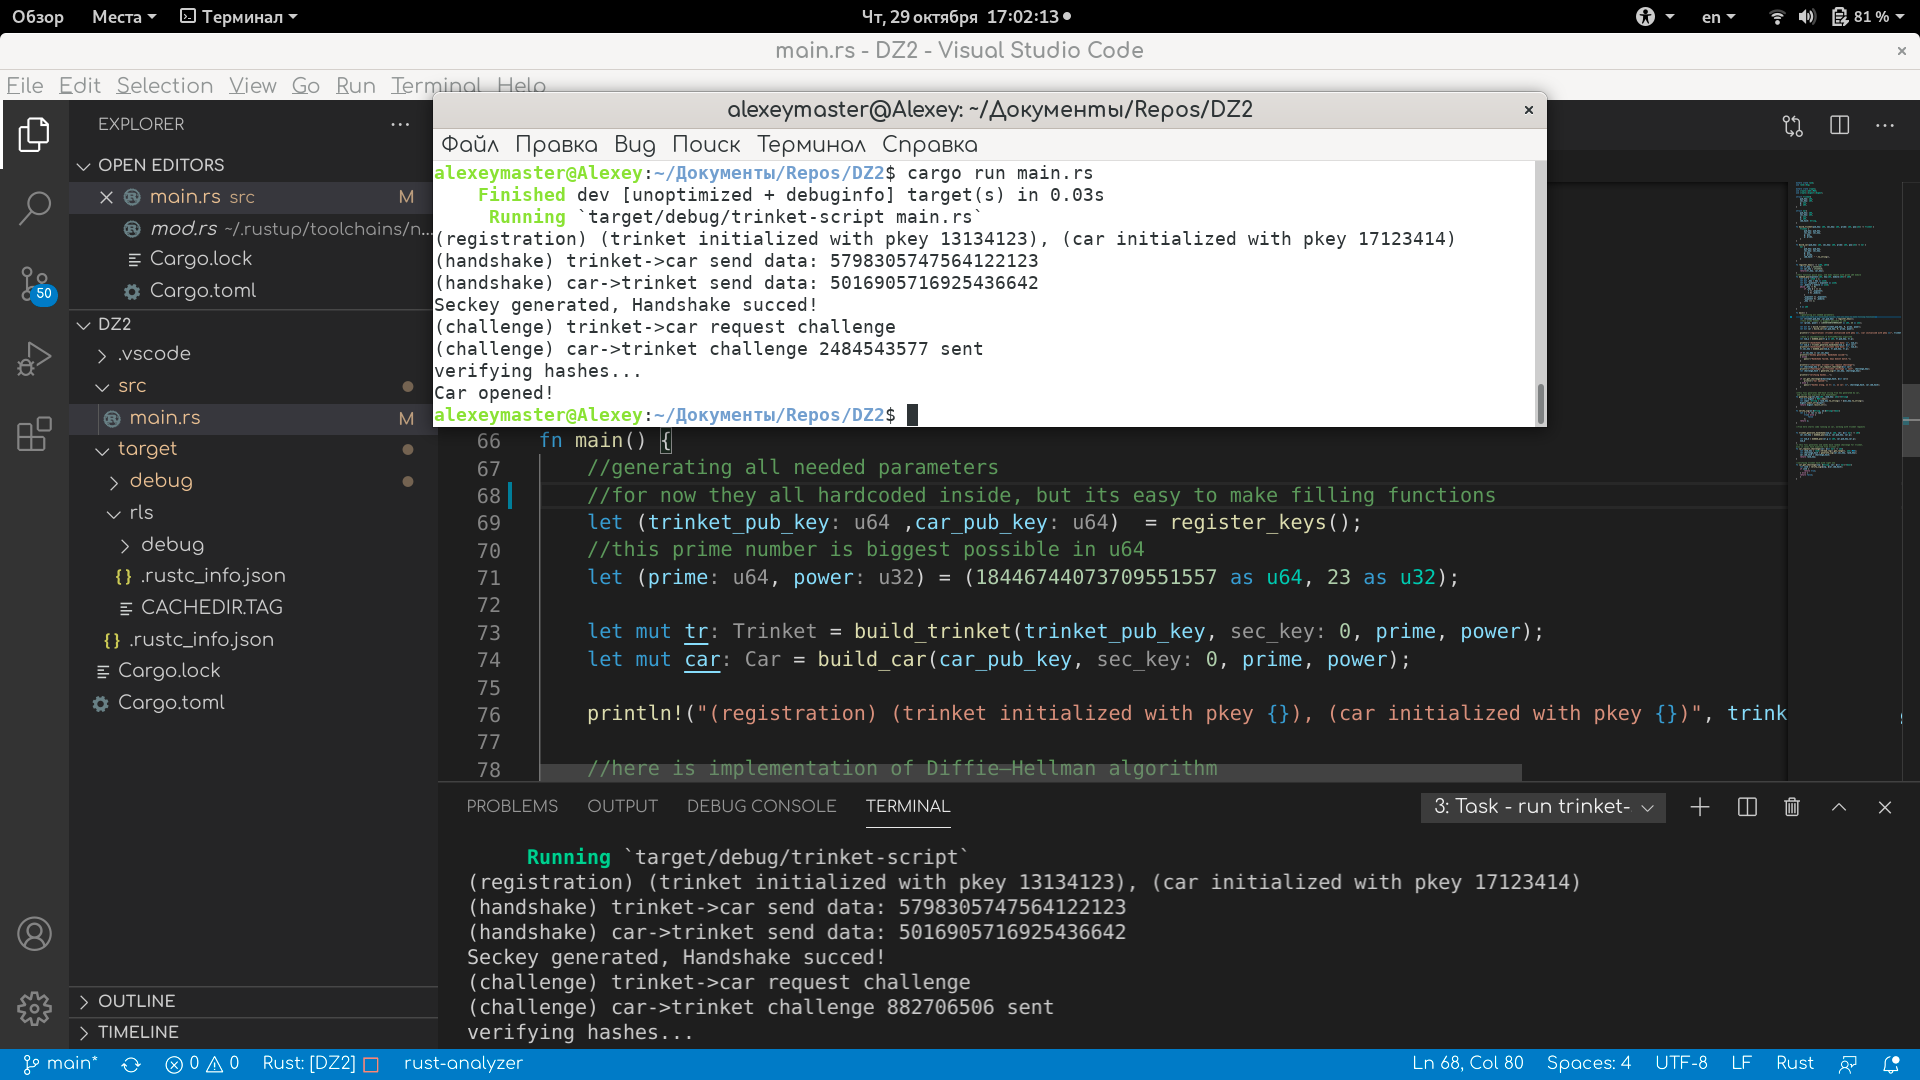 Обзор Места Терминал Чт, 29 октября 17:02:13 en 81 %
main.rs - DZ2 - Visual Studio Code
File Edit Selection View Go Run Terminal Help
alexeymaster@Alexey: ~/Документы/Repos/DZ2
Файл Правка Вид Поиск Терминал Справка
alexeymaster@Alexey:~/Документы/Repos/DZ2$ cargo run main.rs
Finished dev [unoptimized + debuginfo] target(s) in 0.03s
Running `target/debug/trinket-script main.rs`
(registration) (trinket initialized with pkey 13134123), (car initialized with pkey 17123414)
(handshake) trinket->car send data: 5798305747564122123
(handshake) car->trinket send data: 5016905716925436642
Seckey generated, Handshake succed!
(challenge) trinket->car request challenge
(challenge) car->trinket challenge 2484543577 sent
verifying hashes...
Car opened!
alexeymaster@Alexey:~/Документы/Repos/DZ2$
EXPLORER
OPEN EDITORS
main.rs src M
mod.rs ~/.rustup/toolchains/n...
Cargo.lock
Cargo.toml
50
DZ2
.vscode
src
main.rs M
target
debug
rls
debug
{} .rustc_info.json
CACHEDIR.TAG
{} .rustc_info.json
Cargo.lock
Cargo.toml
OUTLINE
TIMELINE
66 fn main() {
67 //generating all needed parameters
68 //for now they all hardcoded inside, but its easy to make filling functions
69 let (trinket_pub_key: u64 ,car_pub_key: u64)  = register_keys();
70 //this prime number is biggest possible in u64
71 let (prime: u64, power: u32) = (18446744073709551557 as u64, 23 as u32);
72
73 let mut tr: Trinket = build_trinket(trinket_pub_key, sec_key: 0, prime, power);
74 let mut car: Car = build_car(car_pub_key, sec_key: 0, prime, power);
75
76 println!("(registration) (trinket initialized with pkey {}), (car initialized with pkey {})", trink
77
78 //here is implementation of Diffie–Hellman algorithm
PROBLEMS OUTPUT DEBUG CONSOLE TERMINAL 3: Task - run trinket-
Running `target/debug/trinket-script`
(registration) (trinket initialized with pkey 13134123), (car initialized with pkey 17123414)
(handshake) trinket->car send data: 5798305747564122123
(handshake) car->trinket send data: 5016905716925436642
Seckey generated, Handshake succed!
(challenge) trinket->car request challenge
(challenge) car->trinket challenge 882706506 sent
verifying hashes...
main* 0 0 Rust: [DZ2] rust-analyzer Ln 68, Col 80 Spaces: 4 UTF-8 LF Rust